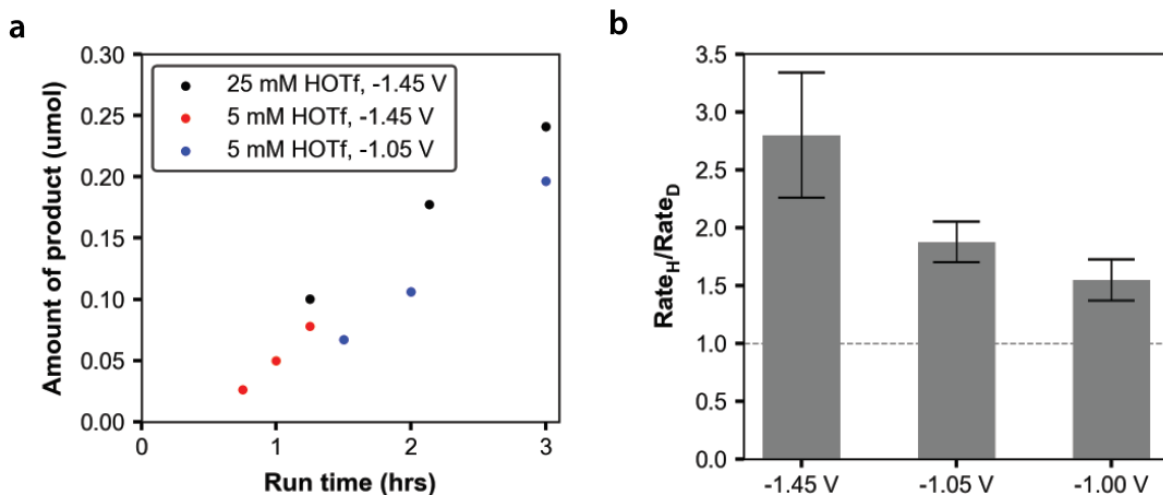 a
0.30
0.25
0.20
0.15
0.10
0.05
0.00
Amount of product (umol)
25 mM HOTf, -1.45 V
5 mM HOTf, -1.45 V
5 mM HOTf, -1.05 V
0
1
2
3
Run time (hrs)
b
3.5
3.0
2.5
2.0
1.5
1.0
0.5
0.0
Rate_H/Rate_D
-1.45 V
-1.05 V
-1.00 V